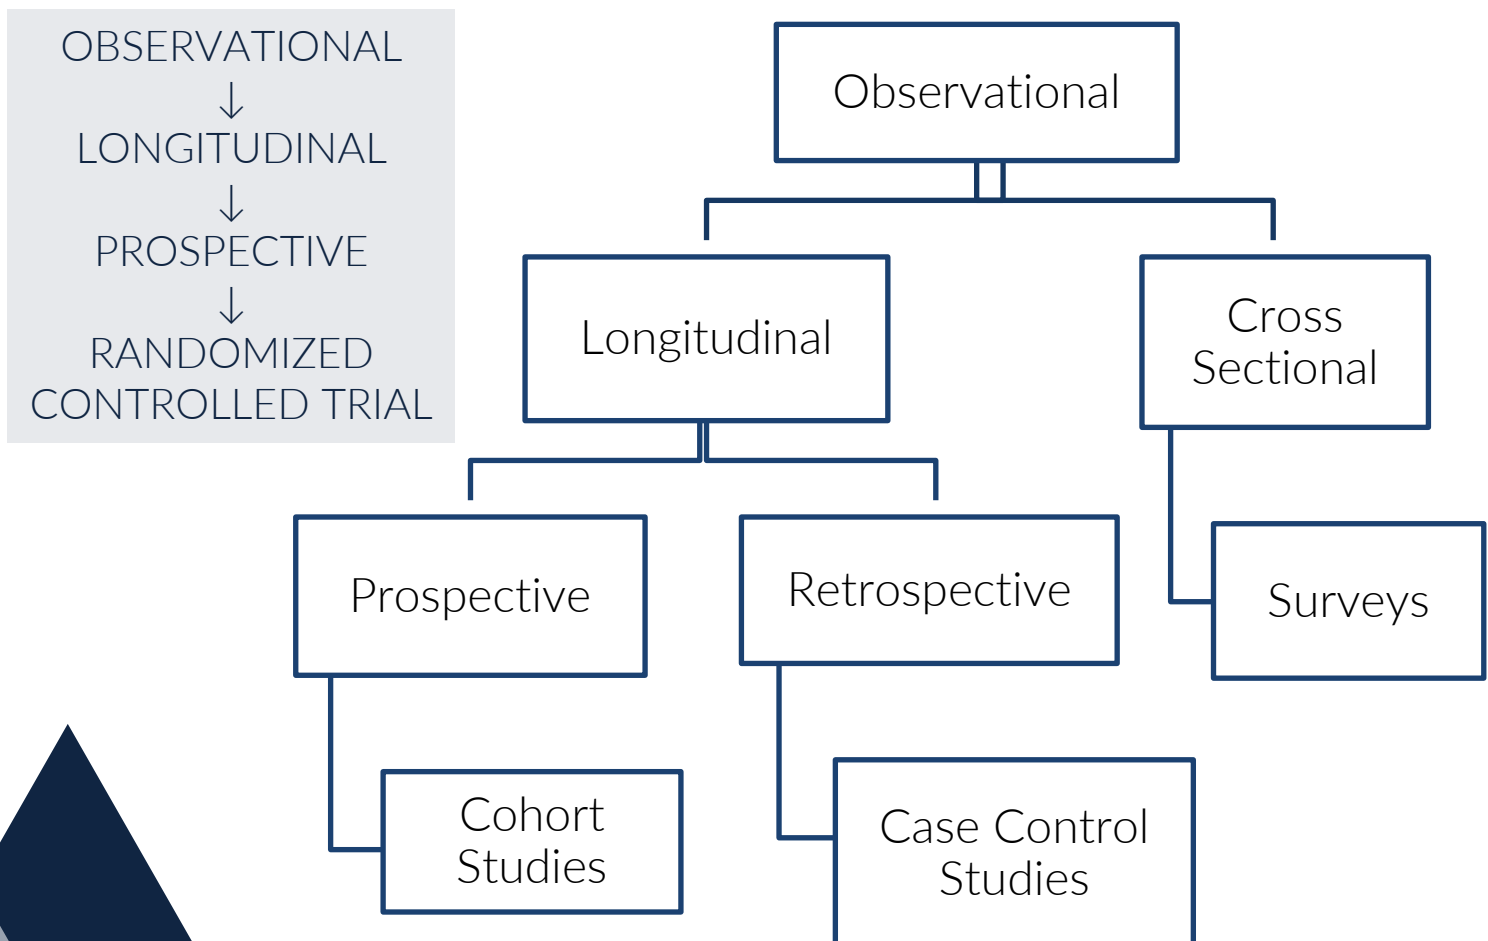 OBSERVATIONAL
↓
LONGITUDINAL
↓
PROSPECTIVE
↓
RANDOMIZED
CONTROLLED TRIAL
Observational
Longitudinal
Cross
Sectional
Prospective
Retrospective
Surveys
Cohort
Studies
Case Control
Studies